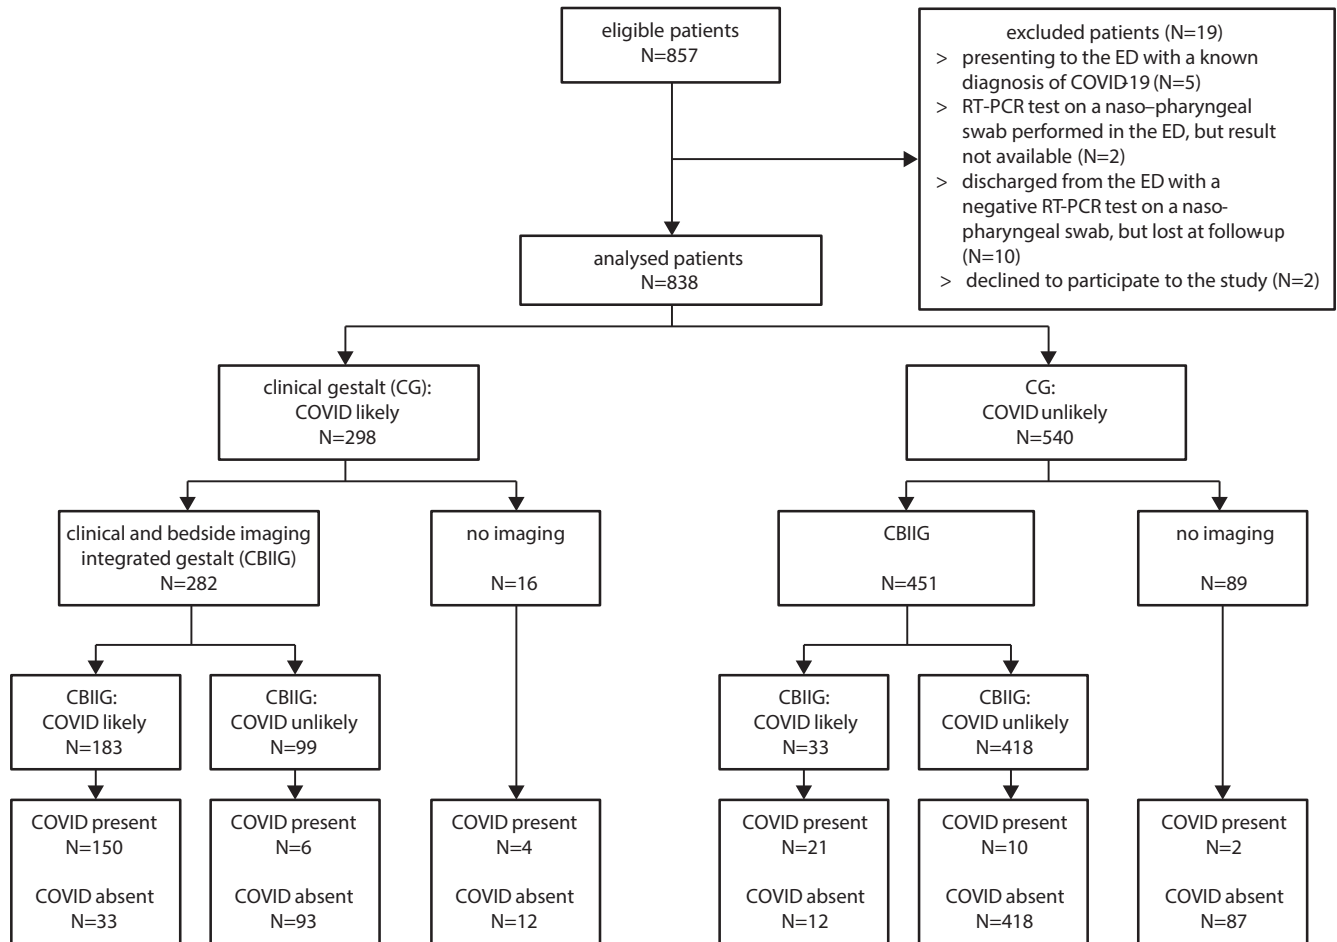 eligible patients
N=857
excluded patients (N=19)
> presenting to the ED with a known
diagnosis of COVID-19 (N=5)
> RT-PCR test on a naso–pharyngeal
swab performed in the ED, but result
not available (N=2)
> discharged from the ED with a
negative RT-PCR test on a naso-
pharyngeal swab, but lost at follow-up
(N=10)
> declined to participate to the study (N=2)
analysed patients
N=838
clinical gestalt (CG):
COVID likely
N=298
CG:
COVID unlikely
N=540
clinical and bedside imaging
integrated gestalt (CBIIG)
N=282
no imaging
N=16
CBIIG
N=451
no imaging
N=89
CBIIG:
COVID likely
N=183
CBIIG:
COVID unlikely
N=99
CBIIG:
COVID likely
N=33
CBIIG:
COVID unlikely
N=418
COVID present
N=150
COVID absent
N=33
COVID present
N=6
COVID absent
N=93
COVID present
N=4
COVID absent
N=12
COVID present
N=21
COVID absent
N=12
COVID present
N=10
COVID absent
N=418
COVID present
N=2
COVID absent
N=87